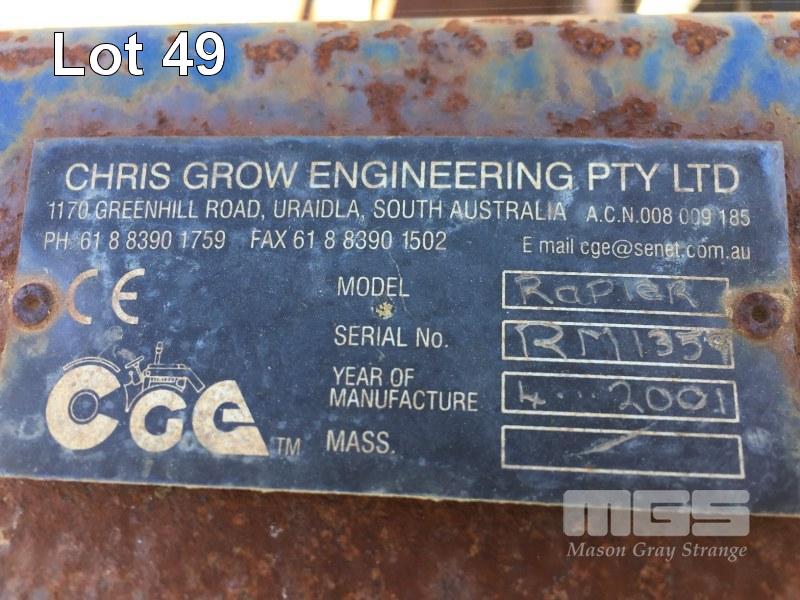 Lot 49
CHRIS GROW ENGINEERING PTY LTD
1170 GREENHILL ROAD, URAIDLA, SOUTH AUSTRALIA A.C.N.008 009 185
PH. 61 8 8390 1759 FAX 61 8 8390 1502 E mail cge@senet.com.au
CE
MODEL RaPIER
SERIAL No.
YEAR OF
MANUFACTURE 4...2001
CGE TM
MASS.
MGS
Mason Gray Strange